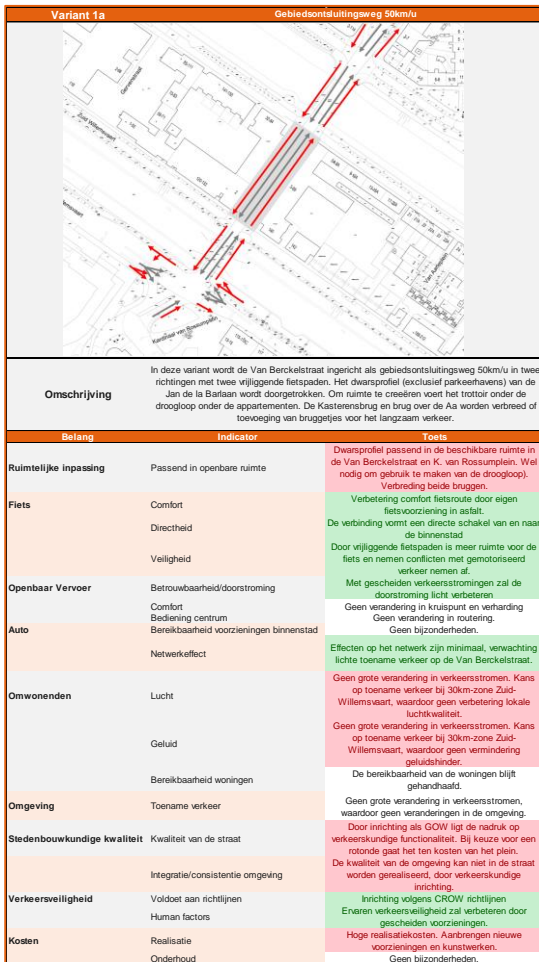 Variant 1a
Gebiedsontsluitingsweg 50km/u
Zuid Willemsvaart
Kardinaal van Rossumplein
Omschrijving
In deze variant wordt de Van Berckelstraat ingericht als gebiedsontsluitingsweg 50km/u in twee
richtingen met twee vrijliggende fietspaden. Het dwarsprofiel (exclusief parkeerhavens) van de
Jan de la Barlaan wordt doorgetrokken. Om ruimte te creëren voert het trottoir onder de
droogloop onder de appartementen. De Kasterensbrug en brug over de Aa worden verbreed of
toevoeging van bruggetjes voor het langzaam verkeer.
Belang Indicator Toets
Ruimtelijke inpassing Passend in openbare ruimte
Dwarsprofiel passend in de beschikbare ruimte in
de Van Berckelstraat en K. van Rossumplein. Wel
nodig om gebruik te maken van de droogloop).
Verbreding beide bruggen.
Fiets Comfort
Verbetering comfort fietsroute door eigen
fietsvoorziening in asfalt.
Directheid
De verbinding vormt een directe schakel van en naar
de binnenstad
Veiligheid
Door vrijliggende fietspaden is meer ruimte voor de
fiets en nemen conflicten met gemotoriseerd
verkeer nemen af.
Openbaar Vervoer Betrouwbaarheid/doorstroming
Met gescheiden verkeersstromingen zal de
doorstroming licht verbeteren
Comfort Geen verandering in kruispunt en verharding
Bediening centrum Geen verandering in routering.
Auto Bereikbaarheid voorzieningen binnenstad Geen bijzonderheden.
Netwerkeffect
Effecten op het netwerk zijn minimaal, verwachting
lichte toename verkeer op de Van Berckelstraat.
Omwonenden Lucht
Geen grote verandering in verkeersstromen. Kans
op toename verkeer bij 30km-zone Zuid-
Willemsvaart, waardoor geen verbetering lokale
luchtkwaliteit.
Geluid
Geen grote verandering in verkeersstromen. Kans
op toename verkeer bij 30km-zone Zuid-
Willemsvaart, waardoor geen vermindering
geluidshinder.
Bereikbaarheid woningen
De bereikbaarheid van de woningen blijft
gehandhaafd.
Omgeving Toename verkeer
Geen grote verandering in verkeersstromen,
waardoor geen veranderingen in de omgeving.
Stedenbouwkundige kwaliteit Kwaliteit van de straat
Door inrichting als GOW ligt de nadruk op
verkeerskundige functionaliteit. Bij keuze voor een
rotonde gaat het ten kosten van het plein.
Integratie/consistentie omgeving
De kwaliteit van de omgeving kan niet in de straat
worden gerealiseerd, door verkeerskundige
inrichting.
Verkeersveiligheid Voldoet aan richtlijnen Inrichting volgens CROW richtlijnen
Human factors
Ervaren verkeersveiligheid zal verbeteren door
gescheiden voorzieningen.
Kosten Realisatie
Hoge realisatiekosten. Aanbrengen nieuwe
voorzieningen en kunstwerken.
Onderhoud Geen bijzonderheden.